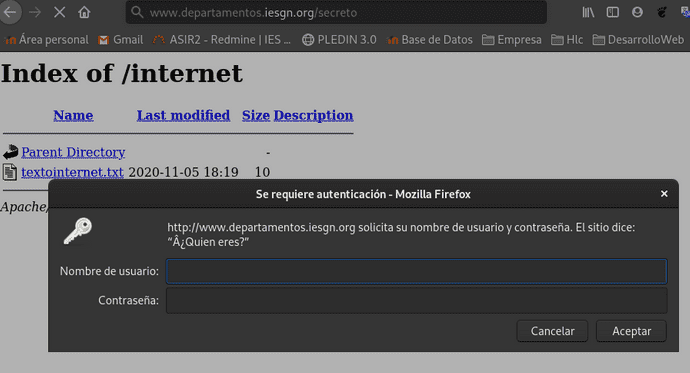 www.departamentos.iesgn.org/secreto
Área personal Gmail ASIR2 - Redmine | IES ... PLEDIN 3.0 Base de Datos Empresa Hlc DesarrolloWeb
Index of /internet
Name Last modified Size Description
Parent Directory -
textointernet.txt 2020-11-05 18:19 10
Apache/
Se requiere autenticación - Mozilla Firefox
http://www.departamentos.iesgn.org solicita su nombre de usuario y contraseña. El sitio dice:
“Â¿Quien eres?”
Nombre de usuario:
Contraseña:
Cancelar Aceptar